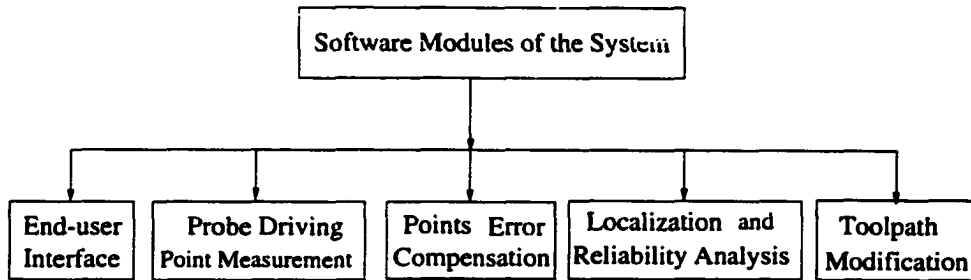 Software Modules of the System
End-user
Interface
Probe Driving
Point Measurement
Points Error
Compensation
Localization and
Reliability Analysis
Toolpath
Modification